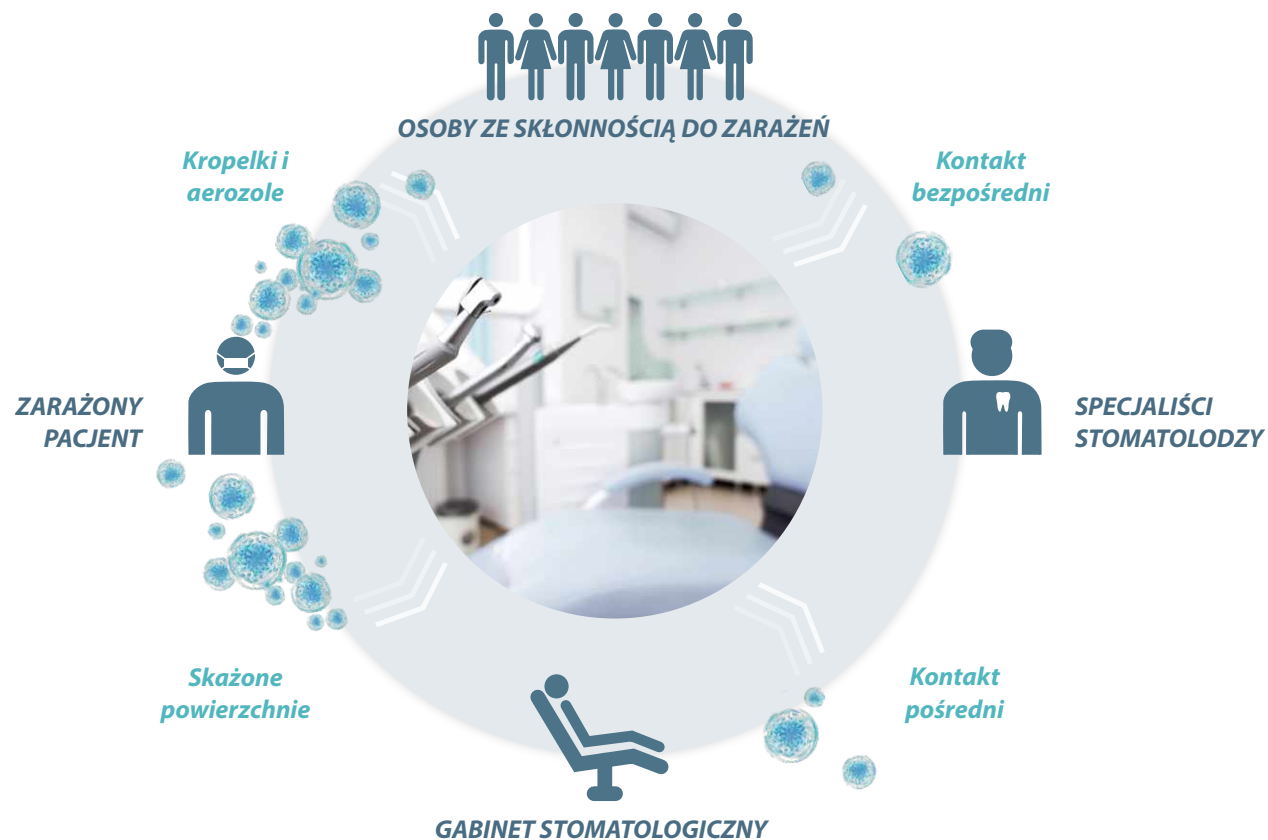 OSOBY ZE SKŁONNOŚCIĄ DO ZARAŻEŃ
Kropelki i
aerozole
Kontakt
bezpośredni
ZARAŻONY
PACJENT
SPECJALIŚCI
STOMATOLODZY
Skażone
powierzchnie
Kontakt
pośredni
GABINET STOMATOLOGICZNY